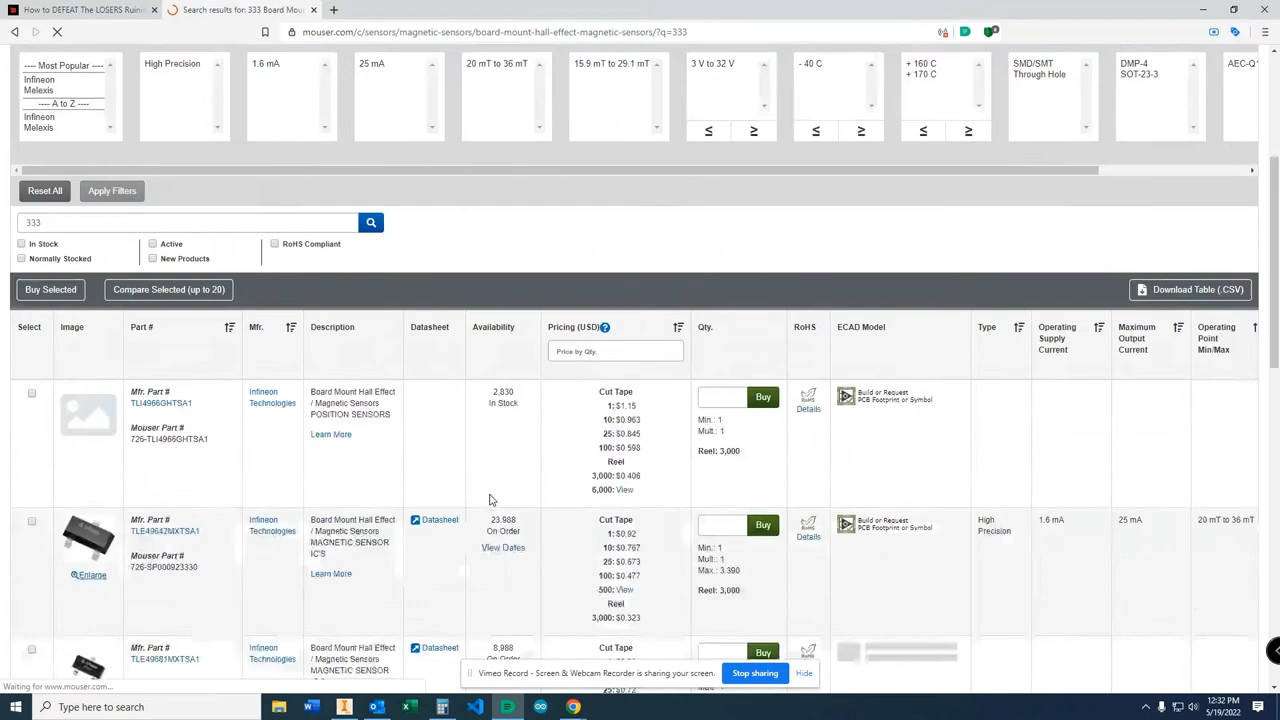 How to DEFEAT The LOSERS Ruinin
Search results for: 333 Board Mour
mouser.com/c/sensors/magnetic-sensors/board-mount-hall-effect-magnetic-sensors/?q=333
---- Most Popular ----
Infineon
Melexis
---- A to Z ----
Infineon
Melexis
High Precision
1.6 mA
25 mA
20 mT to 36 mT
15.9 mT to 29.1 mT
3 V to 32 V
≤ ≥
- 40 C
≤ ≥
+ 160 C
+ 170 C
≤ ≥
SMD/SMT
Through Hole
DMP-4
SOT-23-3
AEC-Q1
Reset All
Apply Filters
333
In Stock
Active
RoHS Compliant
Normally Stocked
New Products
Buy Selected
Compare Selected (up to 20)
Download Table (.CSV)
Select
Image
Part #
Mfr.
Description
Datasheet
Availability
Pricing (USD)
Price by Qty.
Qty.
RoHS
ECAD Model
Type
Operating
Supply
Current
Maximum
Output
Current
Operating
Point
Min/Max
Mfr. Part #
TLI4966GHTSA1
Mouser Part #
726-TLI4966GHTSA1
Infineon
Technologies
Board Mount Hall Effect
/ Magnetic Sensors
POSITION SENSORS
Learn More
2,830
In Stock
Cut Tape
1: $1.15
10: $0.963
25: $0.845
100: $0.598
Reel
3,000: $0.406
6,000: View
Buy
Min.: 1
Mult.: 1
Reel: 3,000
RoHS
Details
Build or Request
PCB Footprint or Symbol
Enlarge
Mfr. Part #
TLE49642MXTSA1
Mouser Part #
726-SP000923330
Infineon
Technologies
Board Mount Hall Effect
/ Magnetic Sensors
MAGNETIC SENSOR
IC'S
Learn More
Datasheet
23,988
On Order
View Dates
Cut Tape
1: $0.92
10: $0.767
25: $0.673
100: $0.477
500: View
Reel
3,000: $0.323
Buy
Min.: 1
Mult.: 1
Max.: 3.390
Reel: 3,000
RoHS
Details
Build or Request
PCB Footprint or Symbol
High
Precision
1.6 mA
25 mA
20 mT to 36 mT
Mfr. Part #
TLE49681MXTSA1
Infineon
Technologies
Board Mount Hall Effect
/ Magnetic Sensors
MAGNETIC SENSOR
Datasheet
8,988
On Order
Cut Tape
Buy
RoHS
Details
Vimeo Record - Screen & Webcam Recorder is sharing your screen.
Stop sharing
Hide
Waiting for www.mouser.com...
Type here to search
12:32 PM
5/19/2022